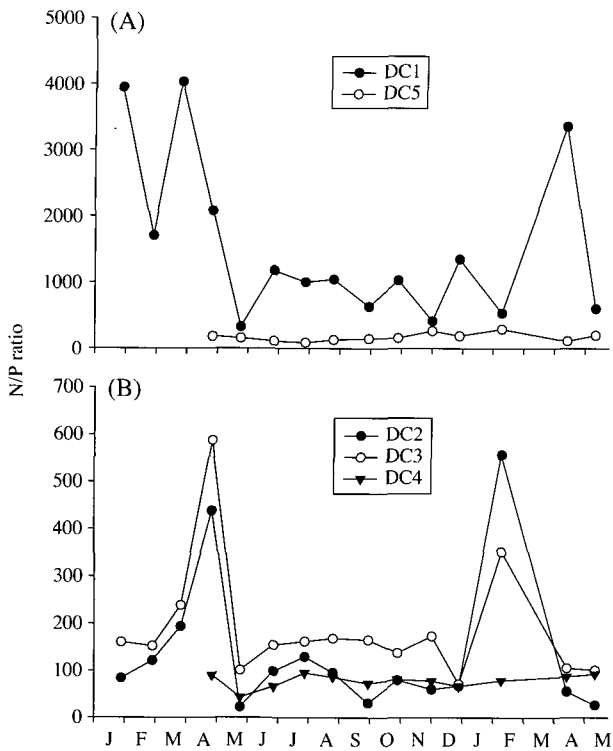 (A)
5000
4000
3000
2000
1000
0
DC1
DC5
N/P ratio
(B)
700
600
500
400
300
200
100
0
DC2
DC3
DC4
J F M A M J J A S O N D J F M A M